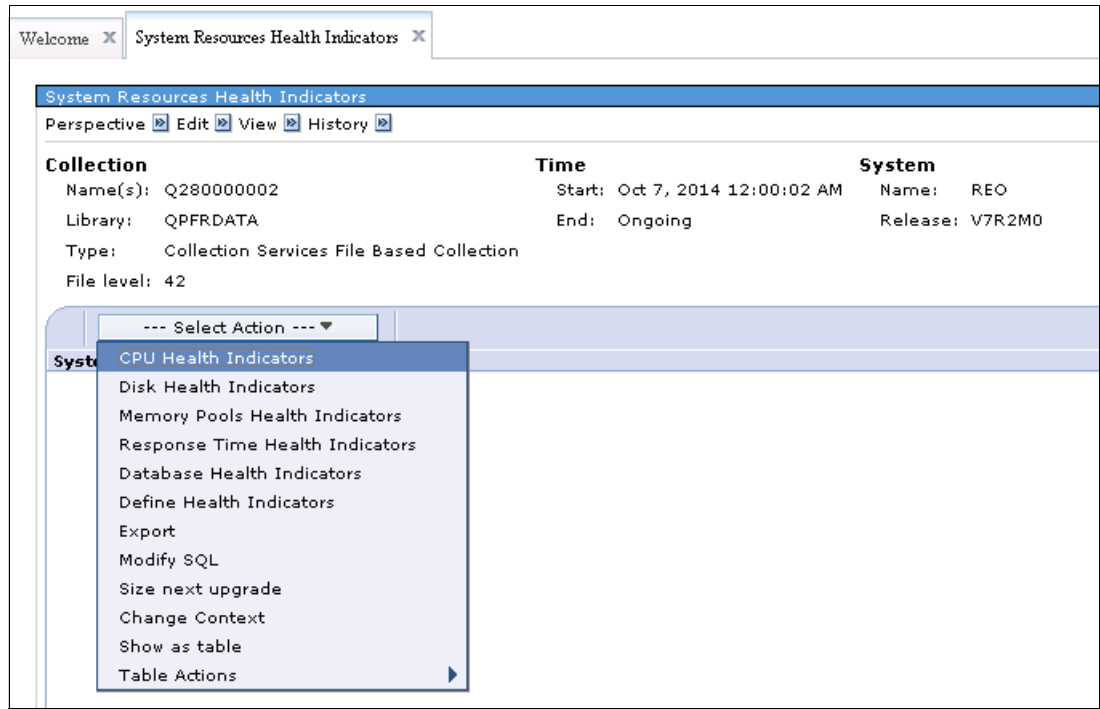 Welcome X System Resources Health Indicators X
System Resources Health Indicators
Perspective Edit View History
Collection Time System
Name(s): Q280000002 Start: Oct 7, 2014 12:00:02 AM Name: REO
Library: QPFRDATA End: Ongoing Release: V7R2M0
Type: Collection Services File Based Collection
File level: 42
--- Select Action ---
Syste
CPU Health Indicators
Disk Health Indicators
Memory Pools Health Indicators
Response Time Health Indicators
Database Health Indicators
Define Health Indicators
Export
Modify SQL
Size next upgrade
Change Context
Show as table
Table Actions